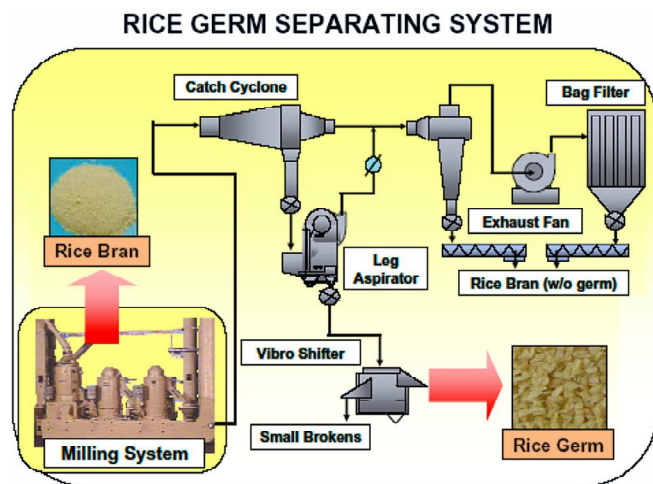 RICE GERM SEPARATING SYSTEM
Catch Cyclone
Bag Filter
Rice Bran
Exhaust Fan
Leg
Aspirator
Rice Bran (w/o germ)
Vibro Shifter
Small Brokens
Milling System
Rice Germ